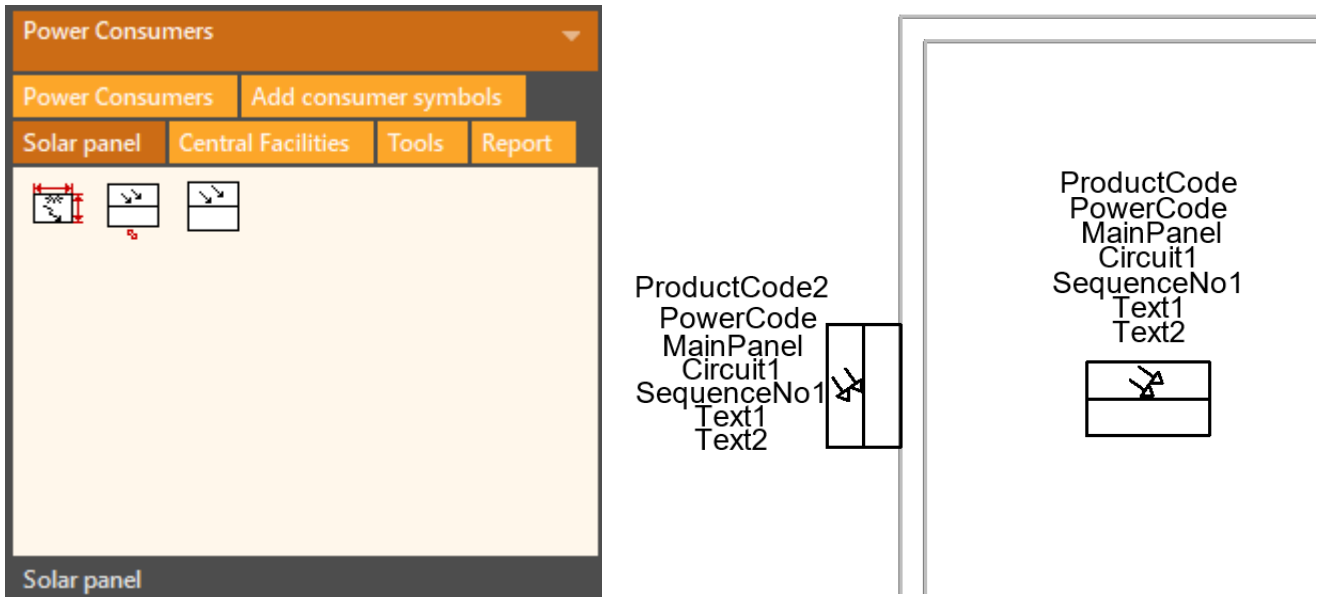 Power Consumers
Power Consumers
Add consumer symbols
Solar panel
Central Facilities
Tools
Report
Solar panel
ProductCode2
PowerCode
MainPanel
Circuit1
SequenceNo1
Text1
Text2
ProductCode
PowerCode
MainPanel
Circuit1
SequenceNo1
Text1
Text2